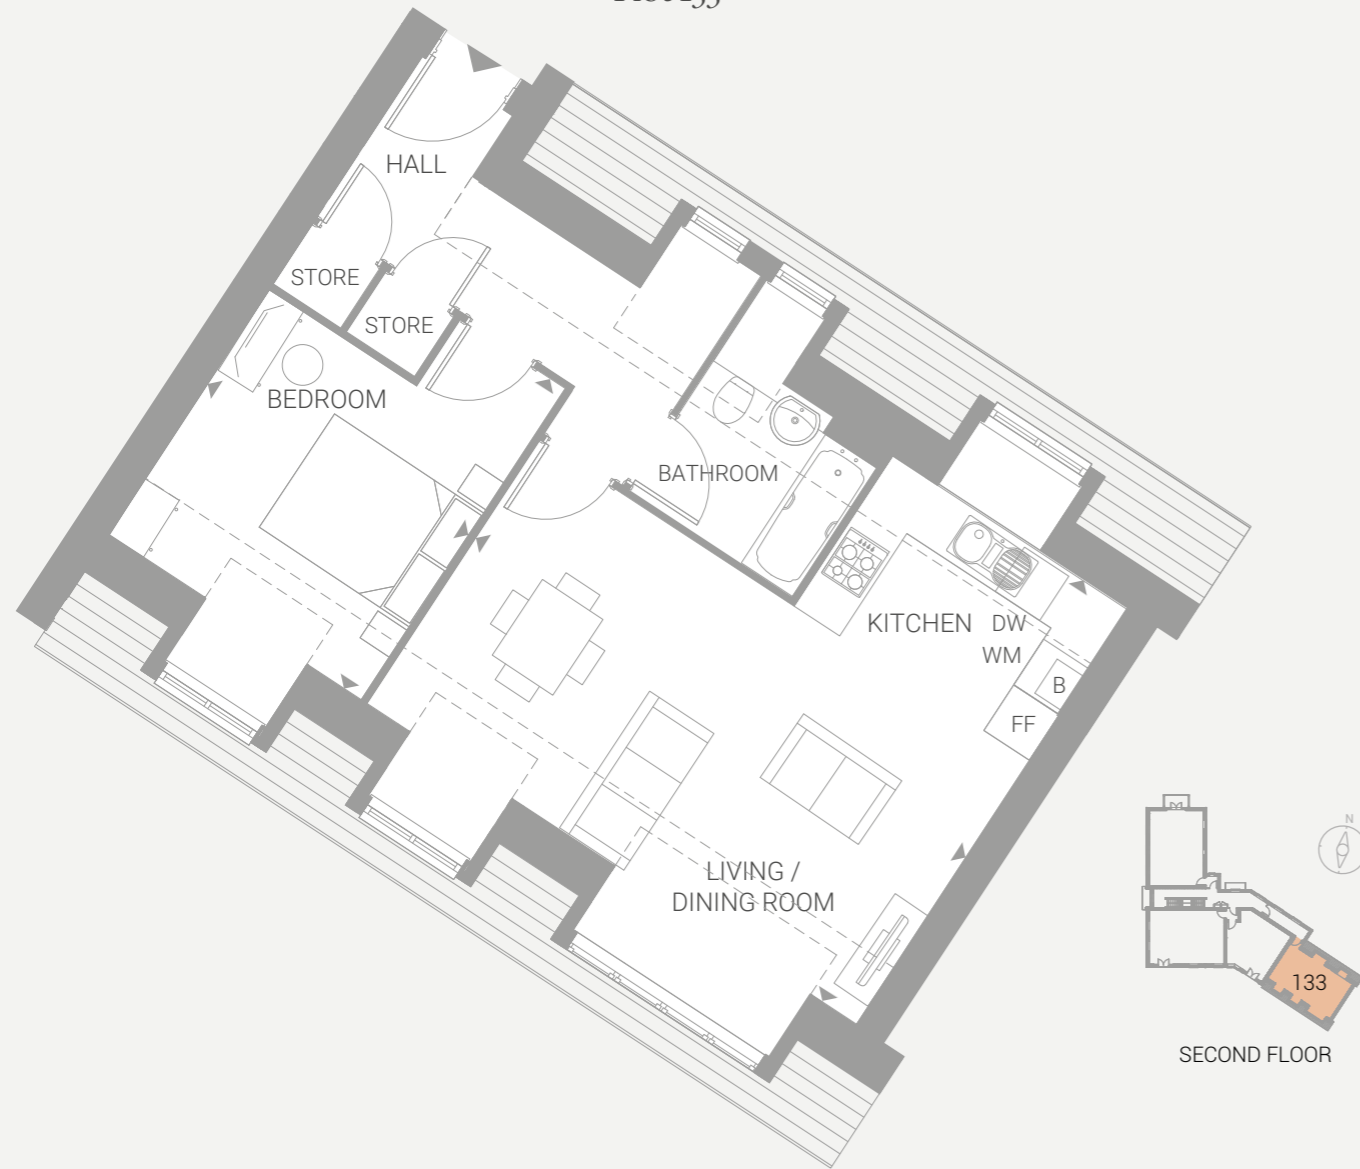 HALL
STORE
STORE
BEDROOM
BATHROOM
KITCHEN DW
WM
B
FF
LIVING /
DINING ROOM
N
133
SECOND FLOOR